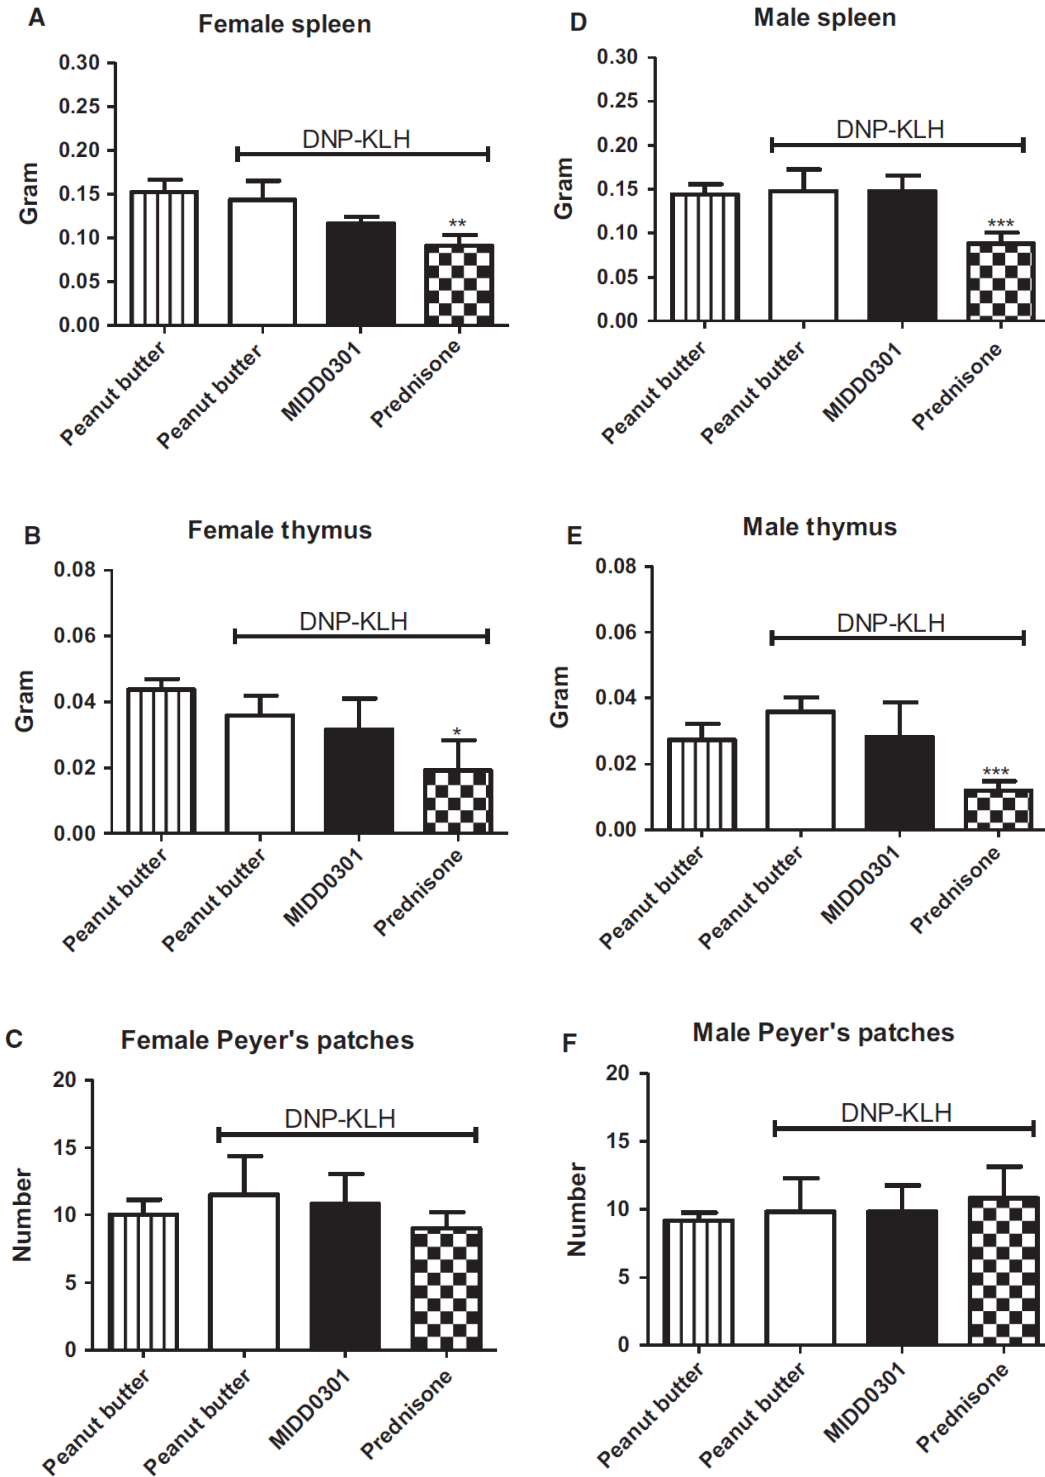 A
Female spleen
0.30
0.25
0.20
0.15
0.10
0.05
0.00
Gram
DNP-KLH
**
Peanut butter
Peanut butter
MIDD0301
Prednisone
D
Male spleen
0.30
0.25
0.20
0.15
0.10
0.05
0.00
Gram
DNP-KLH
***
Peanut butter
Peanut butter
MIDD0301
Prednisone
B
Female thymus
0.08
0.06
0.04
0.02
0.00
Gram
DNP-KLH
*
Peanut butter
Peanut butter
MIDD0301
Prednisone
E
Male thymus
0.08
0.06
0.04
0.02
0.00
Gram
DNP-KLH
***
Peanut butter
Peanut butter
MIDD0301
Prednisone
C
Female Peyer's patches
20
15
10
5
0
Number
DNP-KLH
Peanut butter
Peanut butter
MIDD0301
Prednisone
F
Male Peyer's patches
20
15
10
5
0
Number
DNP-KLH
Peanut butter
Peanut butter
MIDD0301
Prednisone